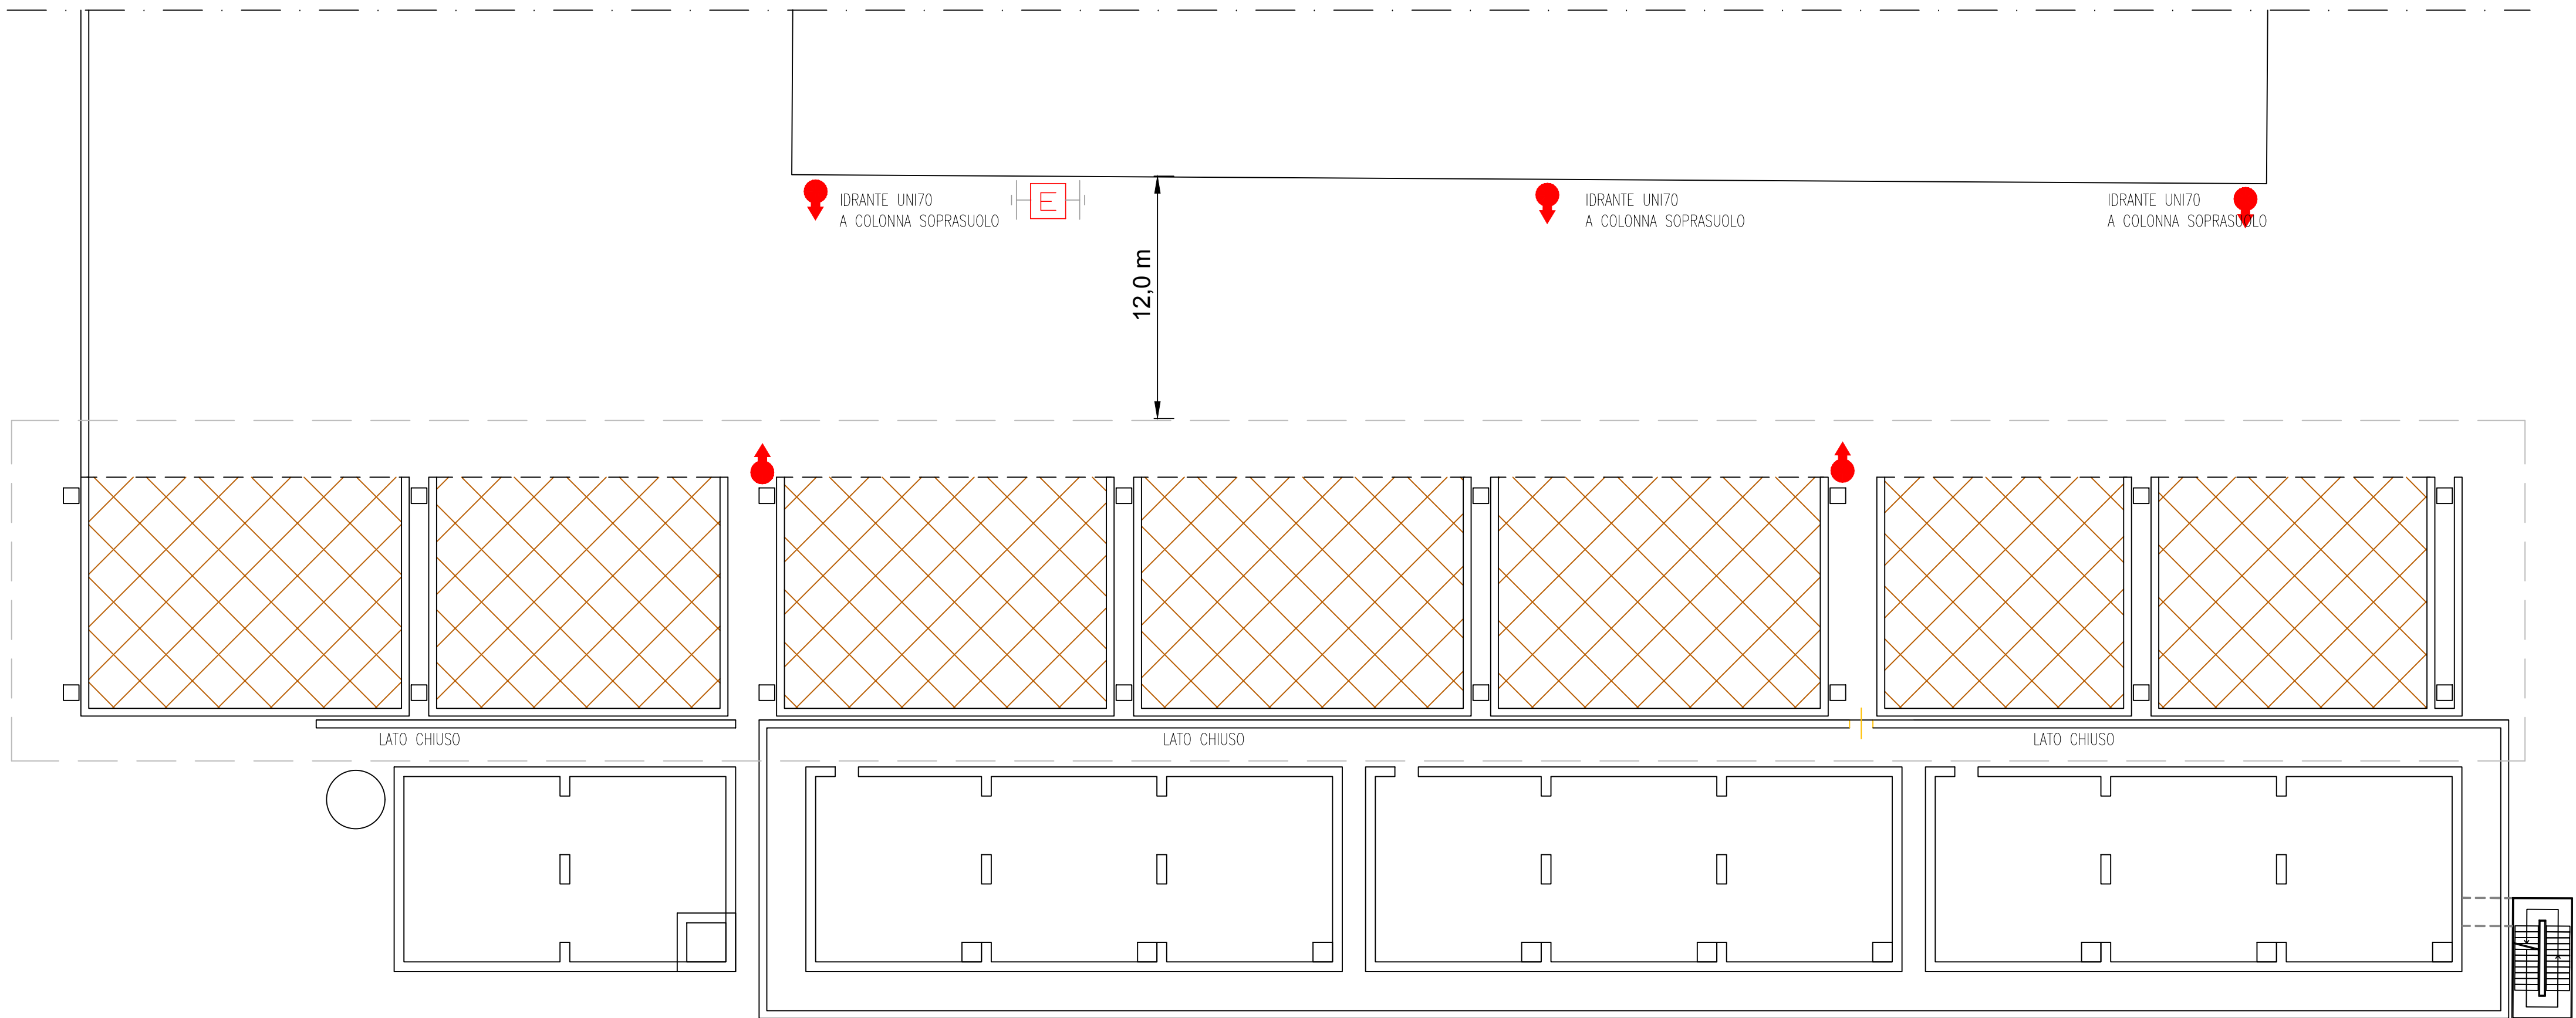 IDRANTE UNI70
A COLONNA SOPRASUOLO
E
IDRANTE UNI70
A COLONNA SOPRASUOLO
IDRANTE UNI70
A COLONNA SOPRASUOLO
12,0 m
LATO CHIUSO
LATO CHIUSO
LATO CHIUSO